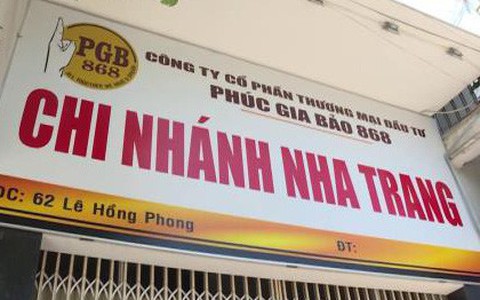 PGB
868
CÔNG TY CỔ PHẦN THƯƠNG MẠI ĐẦU TƯ
PHÚC GIA BẢO 868
CHI NHÁNH NHA TRANG
ĐC: 62 Lê Hồng Phong
ĐT: